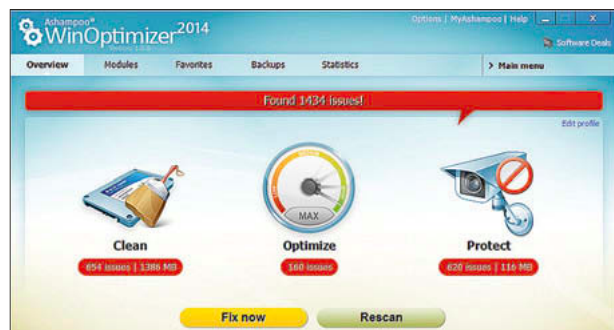 Ashampoo®
WinOptimizer 2014
Options | MyAshampoo | Help
Software Deals
Overview Modules Favorites Backups Statistics > Main menu
Found 1434 issues!
Edit profile
MAX
Clean Optimize Protect
654 issues | 1386 MB 160 issues 620 issues | 116 MB
Fix now Rescan